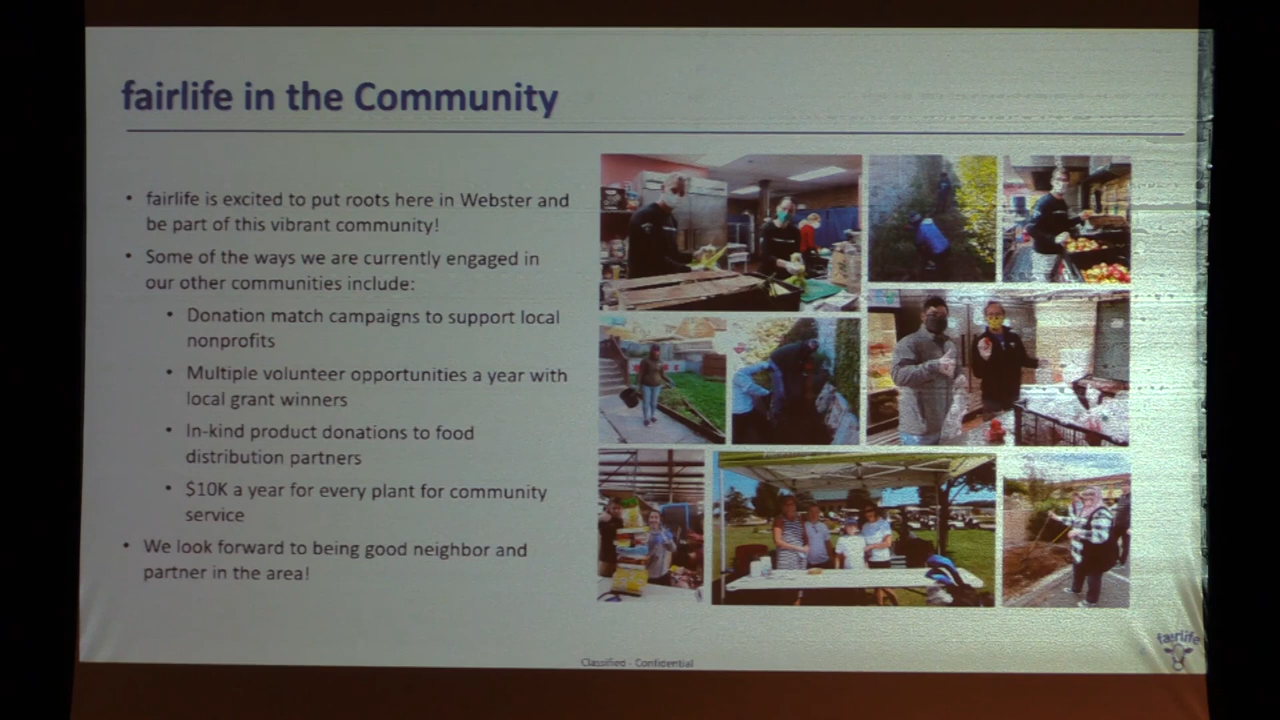 fairlife in the Community
• fairlife is excited to put roots here in Webster and
be part of this vibrant community!
• Some of the ways we are currently engaged in
our other communities include:
• Donation match campaigns to support local
nonprofits
• Multiple volunteer opportunities a year with
local grant winners
• In-kind product donations to food
distribution partners
• $10K a year for every plant for community
service
• We look forward to being good neighbor and
partner in the area!
Classified - Confidential
fairlife